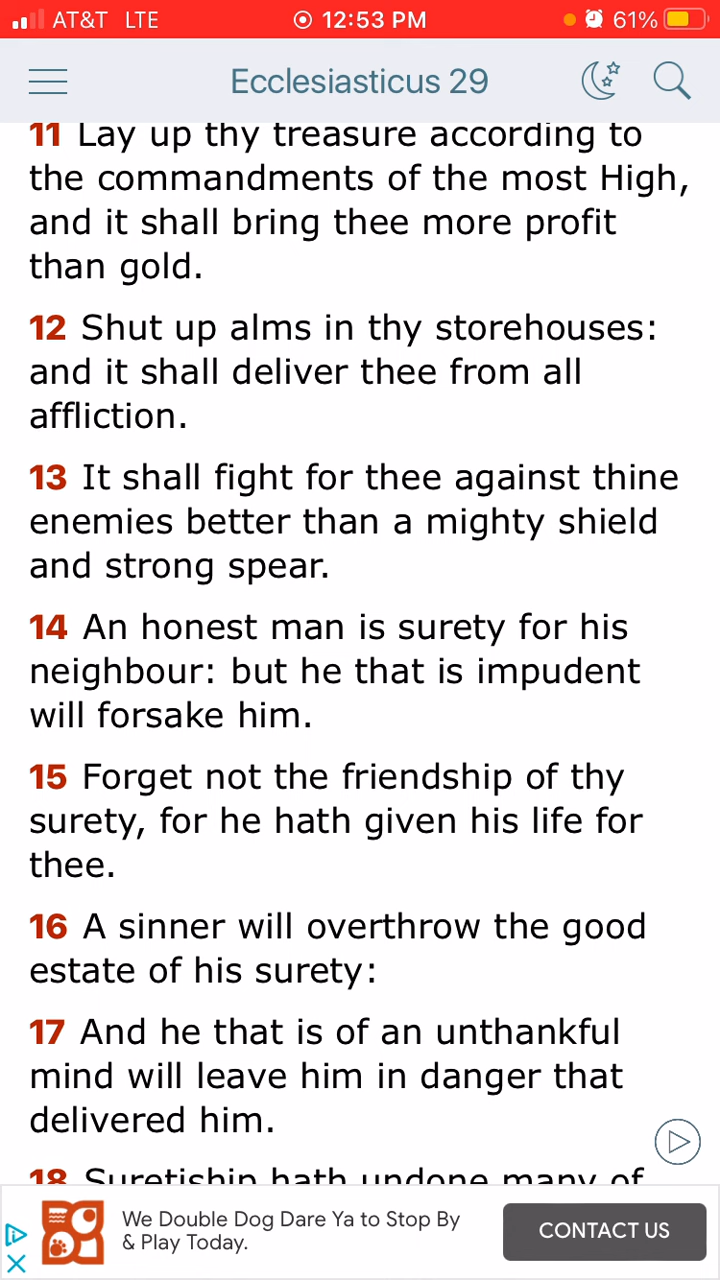 AT&T LTE 12:53 PM 61%
Ecclesiasticus 29
11 Lay up thy treasure according to
the commandments of the most High,
and it shall bring thee more profit
than gold.
12 Shut up alms in thy storehouses:
and it shall deliver thee from all
affliction.
13 It shall fight for thee against thine
enemies better than a mighty shield
and strong spear.
14 An honest man is surety for his
neighbour: but he that is impudent
will forsake him.
15 Forget not the friendship of thy
surety, for he hath given his life for
thee.
16 A sinner will overthrow the good
estate of his surety:
17 And he that is of an unthankful
mind will leave him in danger that
delivered him.
18 Suretiship hath undone many of
We Double Dog Dare Ya to Stop By
& Play Today.
CONTACT US